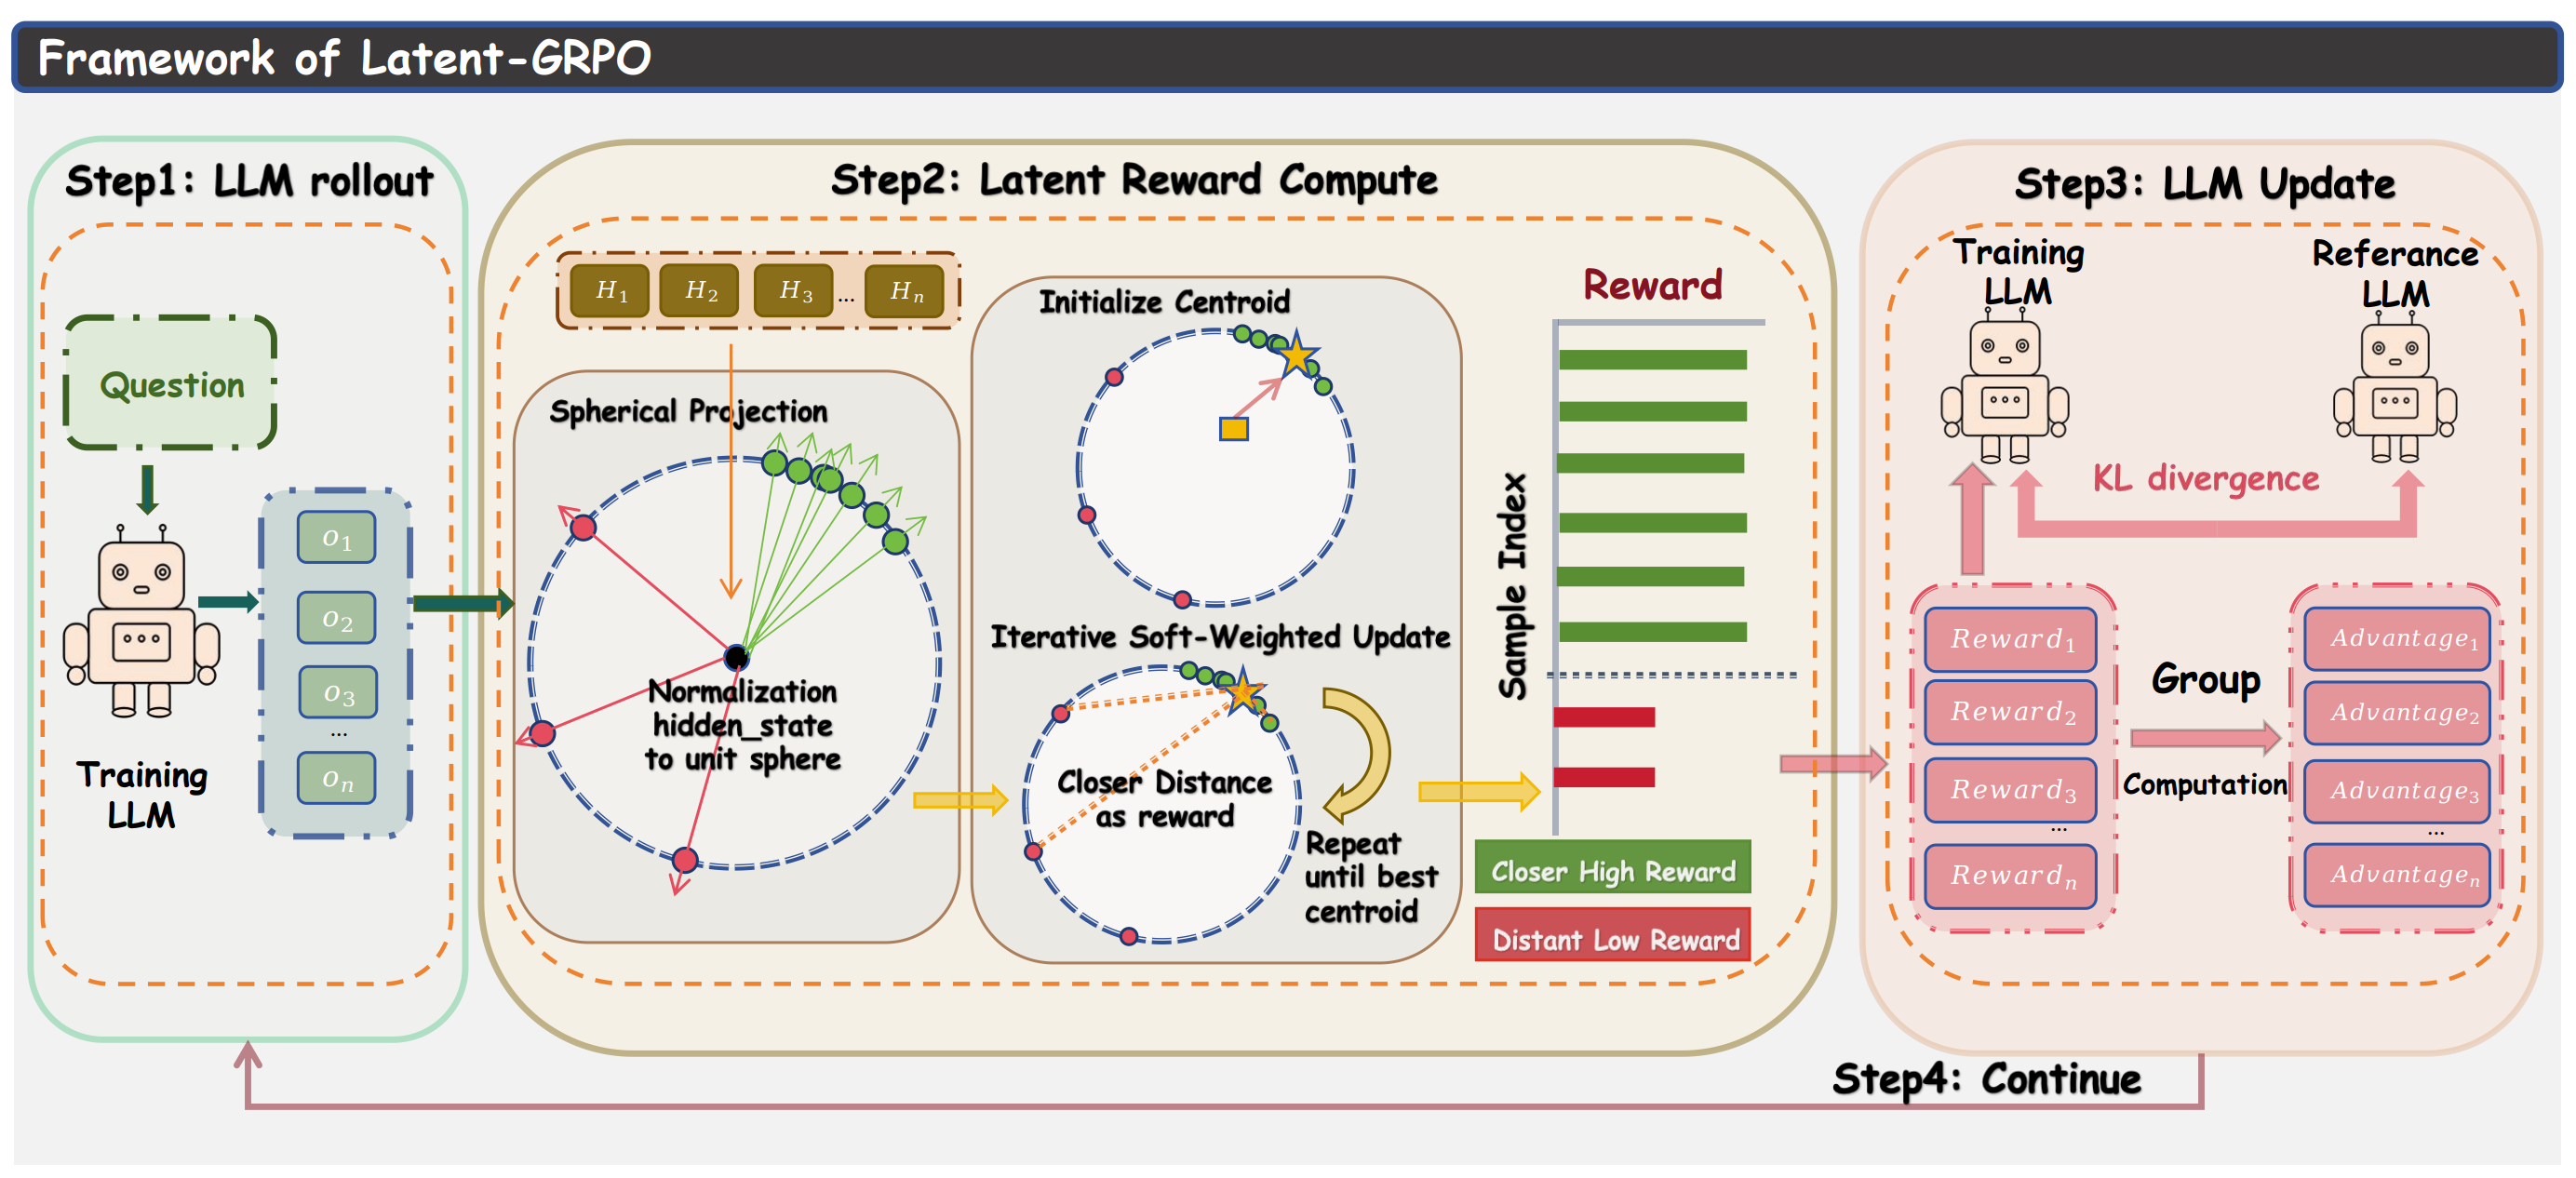 Framework of Latent-GRPO
Step1: LLM rollout
Question
Training
LLM
o1
o2
o3
...
on
Step2: Latent Reward Compute
H1 H2 H3 ... Hn
Spherical Projection
Normalization
hidden_state
to unit sphere
Initialize Centroid
Iterative Soft-Weighted Update
Closer Distance
as reward
Repeat
until best
centroid
Reward
Sample Index
Closer High Reward
Distant Low Reward
Step3: LLM Update
Training
LLM
Referance
LLM
KL divergence
Reward1
Reward2
Reward3
...
Rewardn
Group
Computation
Advantage1
Advantage2
Advantage3
...
Advantagen
Step4: Continue